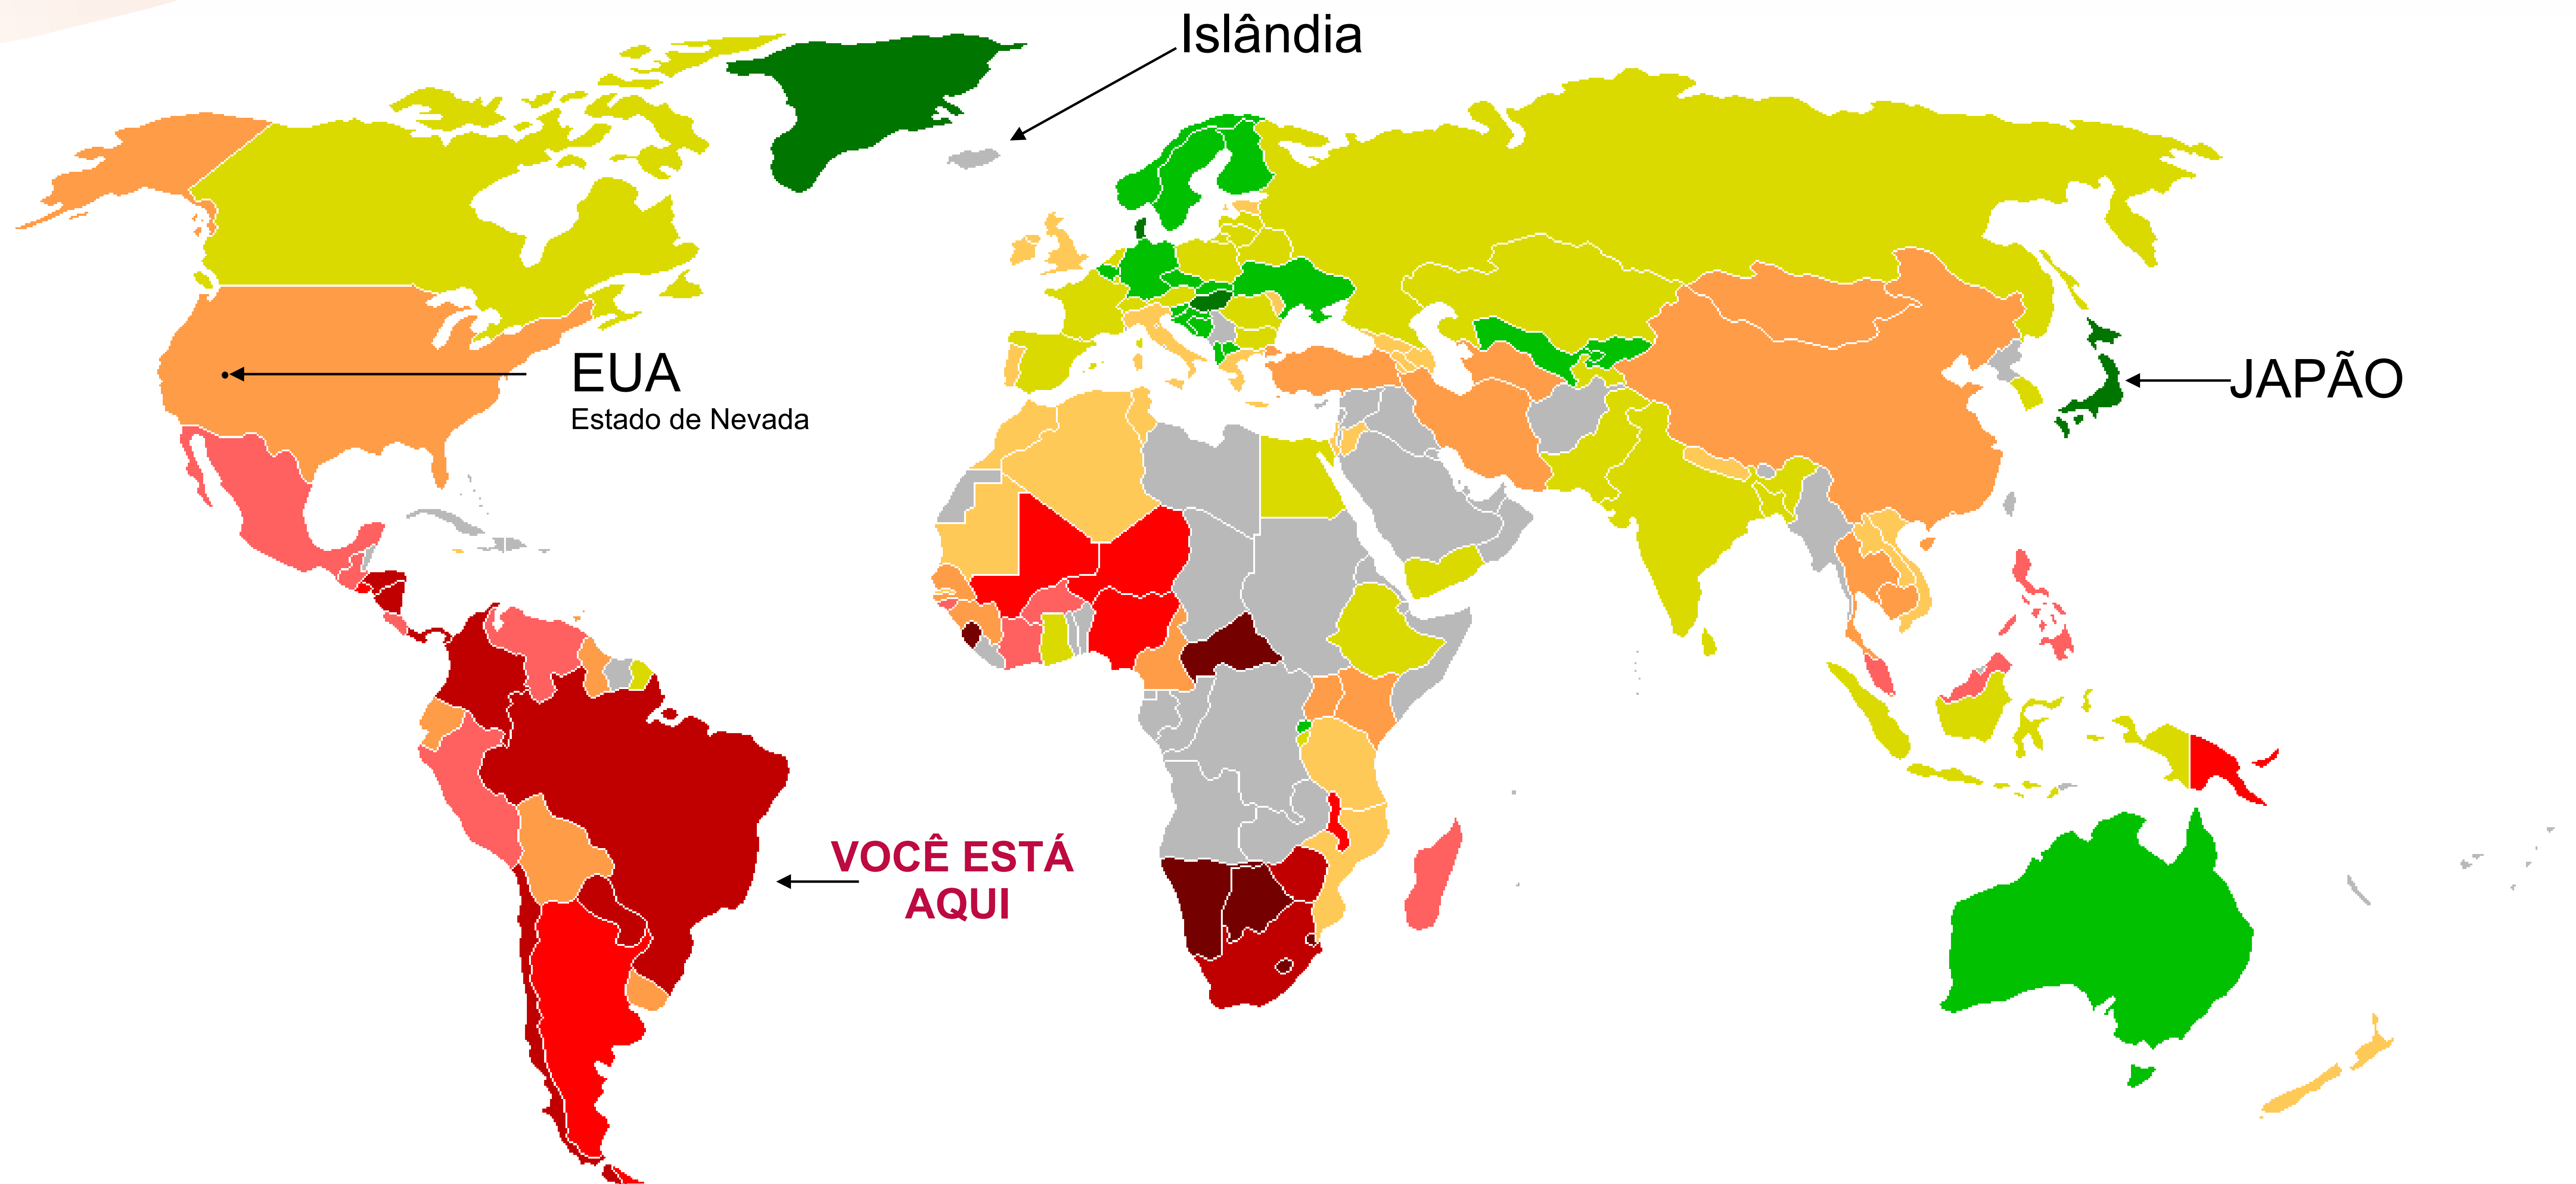 Islândia
EUA
Estado de Nevada
JAPÃO
VOCÊ ESTÁ
AQUI